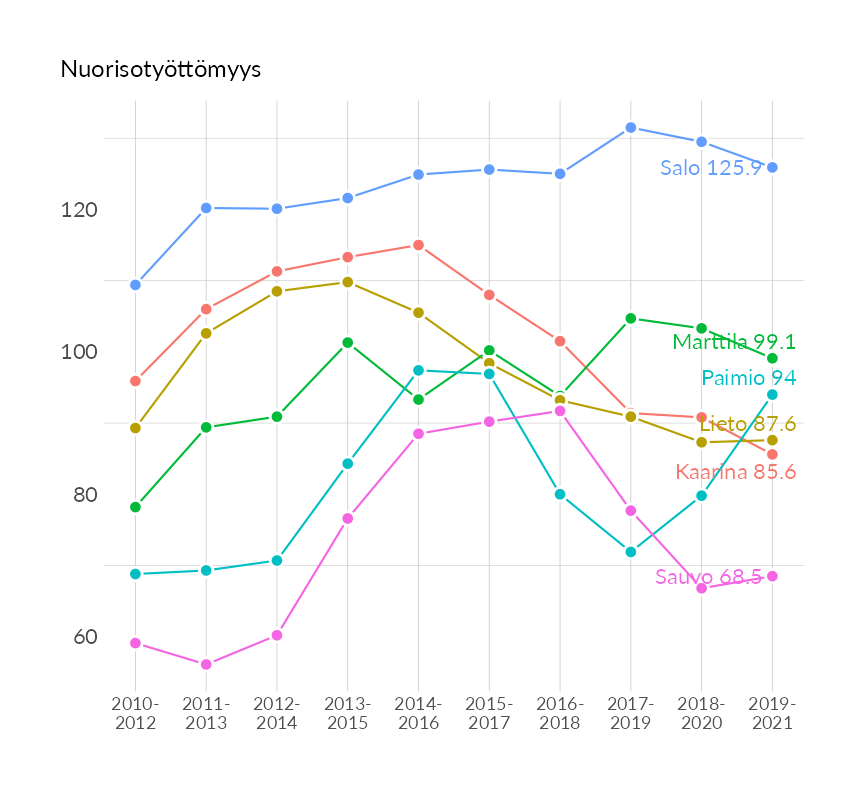 Nuorisotyöttömyys
Salo 125.9
120
Marttila 99.1
100
Paimio 94
Lieto 87.6
Kaarina 85.6
80
Sauvo 68.5
60
2010- 2011- 2012- 2013- 2014- 2015- 2016- 2017- 2018- 2019-
2012 2013 2014 2015 2016 2017 2018 2019 2020 2021